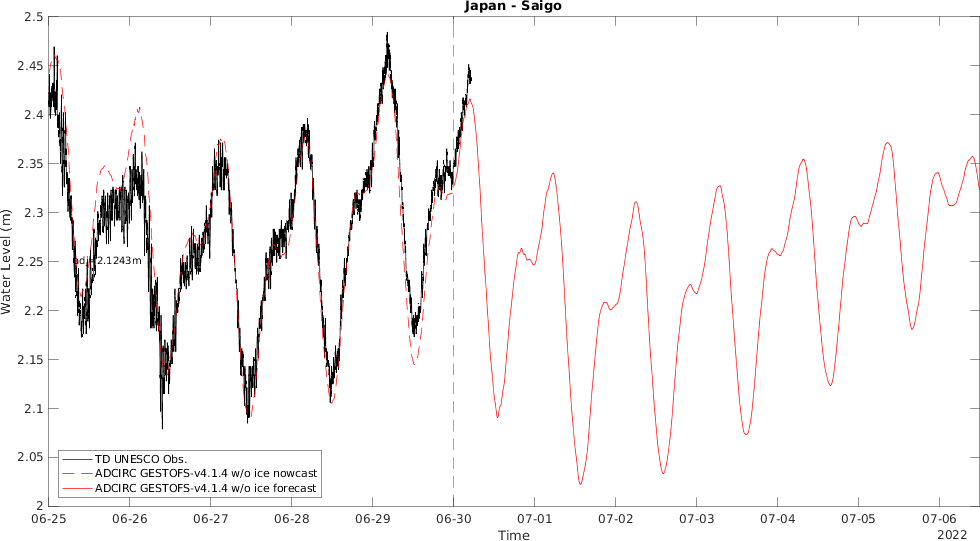 Japan - Saigo
2.5
2.45
2.4
2.35
2.3
2.25
2.2
2.15
2.1
2.05
2
Water Level (m)
adj=2.1243m
TD UNESCO Obs.
ADCIRC GESTOFS-v4.1.4 w/o ice nowcast
ADCIRC GESTOFS-v4.1.4 w/o ice forecast
06-25 06-26 06-27 06-28 06-29 06-30 07-01 07-02 07-03 07-04 07-05 07-06
Time
2022